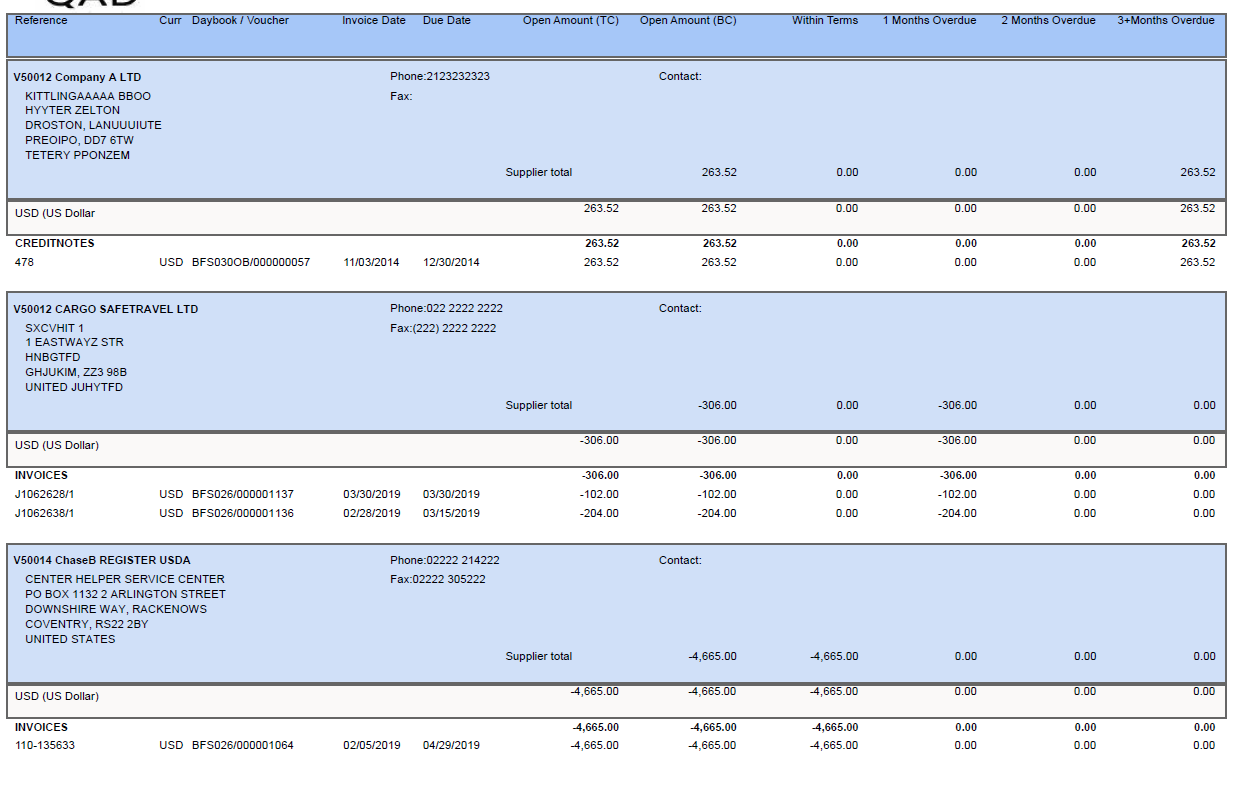 QAD
Reference Curr Daybook / Voucher Invoice Date Due Date Open Amount (TC) Open Amount (BC) Within Terms 1 Months Overdue 2 Months Overdue 3+Months Overdue
V50012 Company A LTD Phone:2123232323 Contact:
KITTLINGAAAAA BBOO Fax:
HYYTER ZELTON
DROSTON, LANUUUIUTE
PREOIPO, DD7 6TW
TETERY PPONZEM
Supplier total 263.52 0.00 0.00 0.00 263.52
USD (US Dollar 263.52 263.52 0.00 0.00 0.00 263.52
CREDITNOTES 263.52 263.52 0.00 0.00 0.00 263.52
478 USD BFS030OB/000000057 11/03/2014 12/30/2014 263.52 263.52 0.00 0.00 0.00 263.52
V50012 CARGO SAFETRAVEL LTD Phone:022 2222 2222 Contact:
SXCVHIT 1 Fax:(222) 2222 2222
1 EASTWAYZ STR
HNBGTFD
GHJUKIM, ZZ3 98B
UNITED JUHYTFD
Supplier total -306.00 0.00 -306.00 0.00 0.00
USD (US Dollar) -306.00 -306.00 0.00 -306.00 0.00 0.00
INVOICES -306.00 -306.00 0.00 -306.00 0.00 0.00
J1062628/1 USD BFS026/000001137 03/30/2019 03/30/2019 -102.00 -102.00 0.00 -102.00 0.00 0.00
J1062638/1 USD BFS026/000001136 02/28/2019 03/15/2019 -204.00 -204.00 0.00 -204.00 0.00 0.00
V50014 ChaseB REGISTER USDA Phone:02222 214222 Contact:
CENTER HELPER SERVICE CENTER Fax:02222 305222
PO BOX 1132 2 ARLINGTON STREET
DOWNSHIRE WAY, RACKENOWS
COVENTRY, RS22 2BY
UNITED STATES
Supplier total -4,665.00 -4,665.00 0.00 0.00 0.00
USD (US Dollar) -4,665.00 -4,665.00 -4,665.00 0.00 0.00 0.00
INVOICES -4,665.00 -4,665.00 -4,665.00 0.00 0.00 0.00
110-135633 USD BFS026/000001064 02/05/2019 04/29/2019 -4,665.00 -4,665.00 -4,665.00 0.00 0.00 0.00